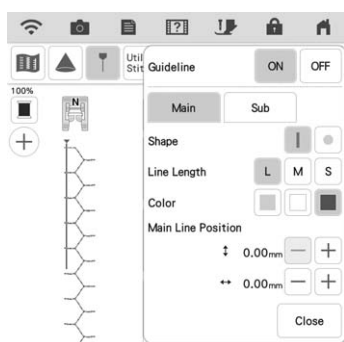 Util
Stit
Guideline ON OFF
100%
N
Main Sub
Shape
Line Length L M S
Color
Main Line Position
0.00mm
0.00mm
Close